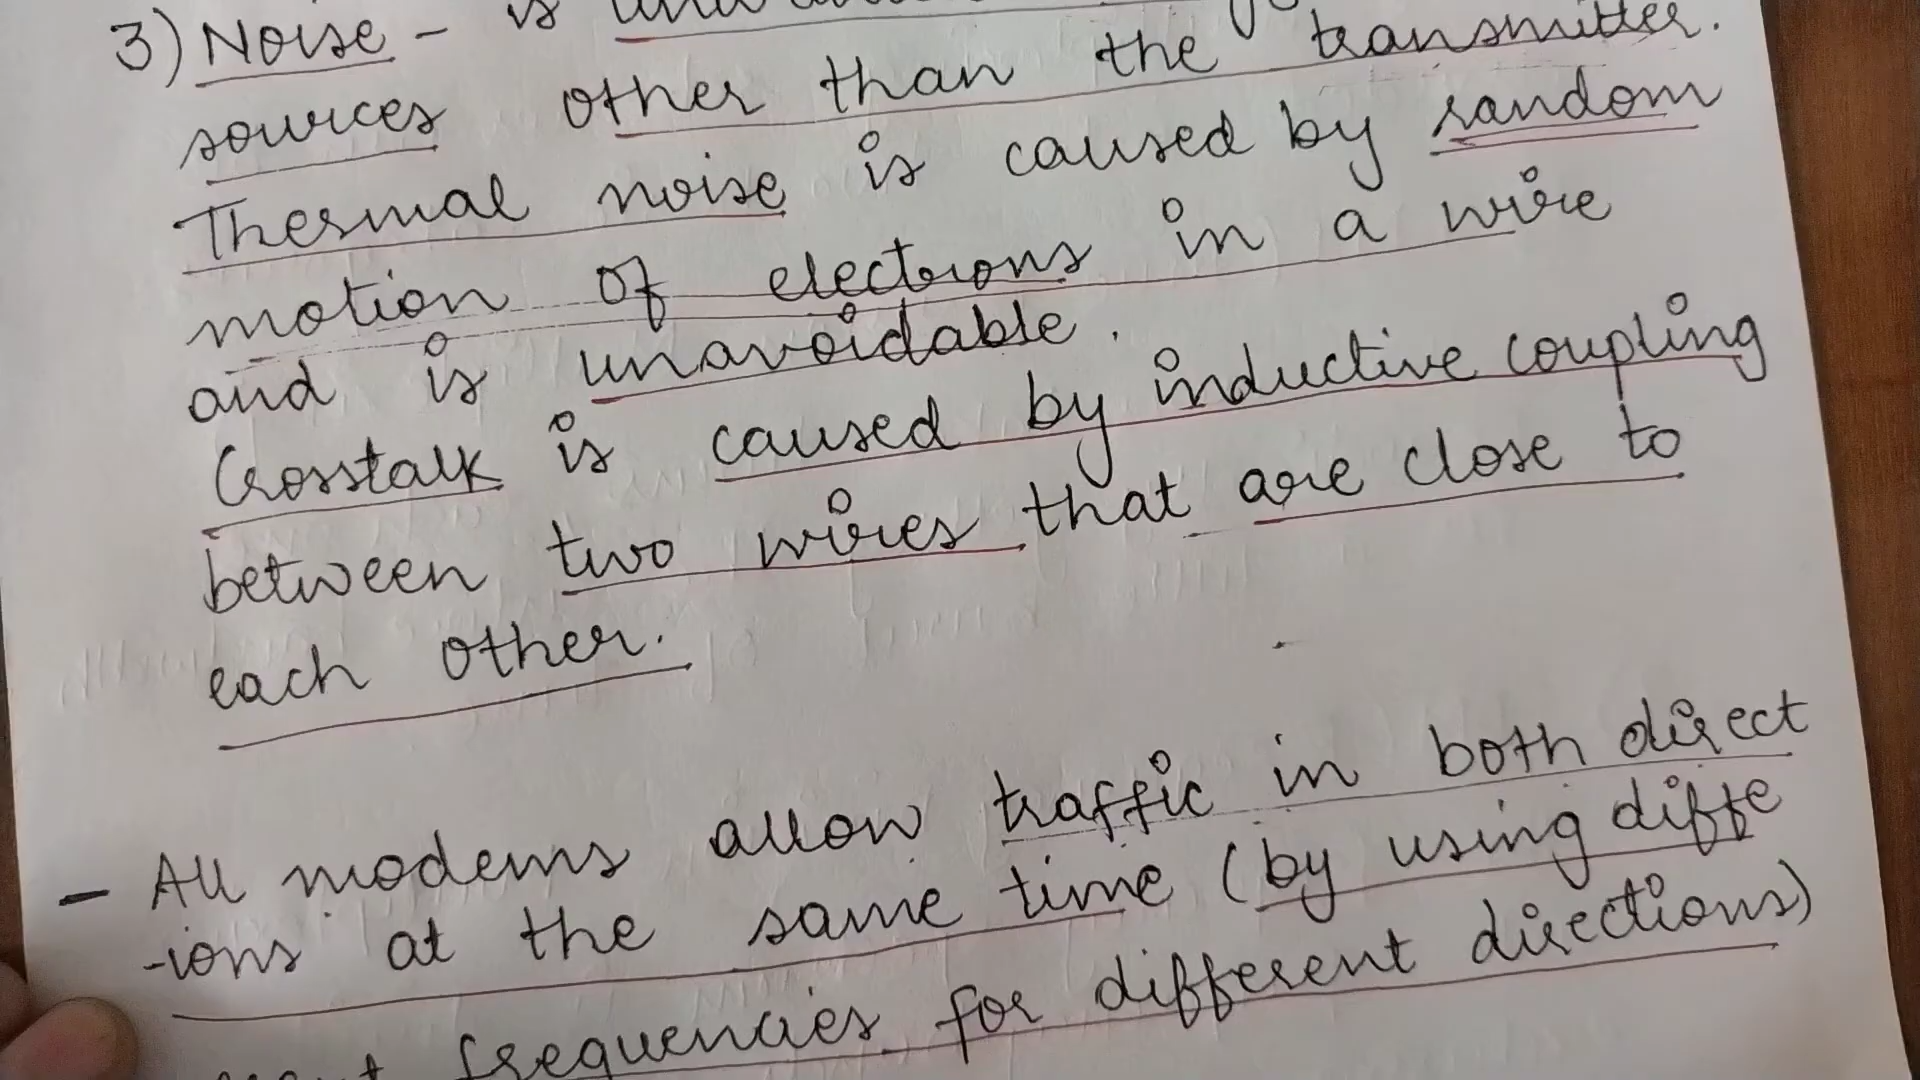 3) Noise - is
sources other than the transmitter.
Thermal noise is caused by random
motion of electrons in a wire
and is unavoidable.
Crosstalk is caused by inductive coupling
between two wires that are close to
each other.
- All modems allow traffic in both direct
-ions at the same time (by using diffe
frequencies for different directions)